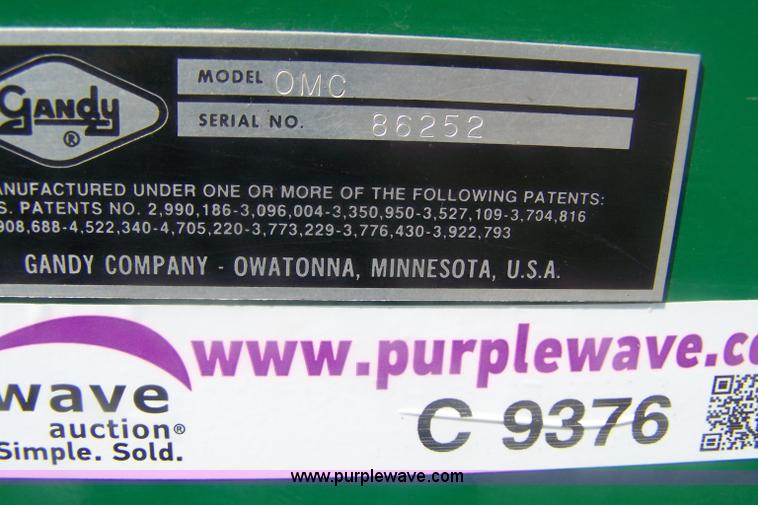 Gandy
®
MODEL OMC
SERIAL NO. 86252
ANUFACTURED UNDER ONE OR MORE OF THE FOLLOWING PATENTS:
S. PATENTS NO. 2,990,186-3,096,004-3,350,950-3,527,109-3,704,816
908,688-4,522,340-4,705,220-3,773,229-3,776,430-3,922,793
GANDY COMPANY - OWATONNA, MINNESOTA, U.S.A.
www.purplewave.co
wave
auction®
Simple. Sold.
C 9376
www.purplewave.com